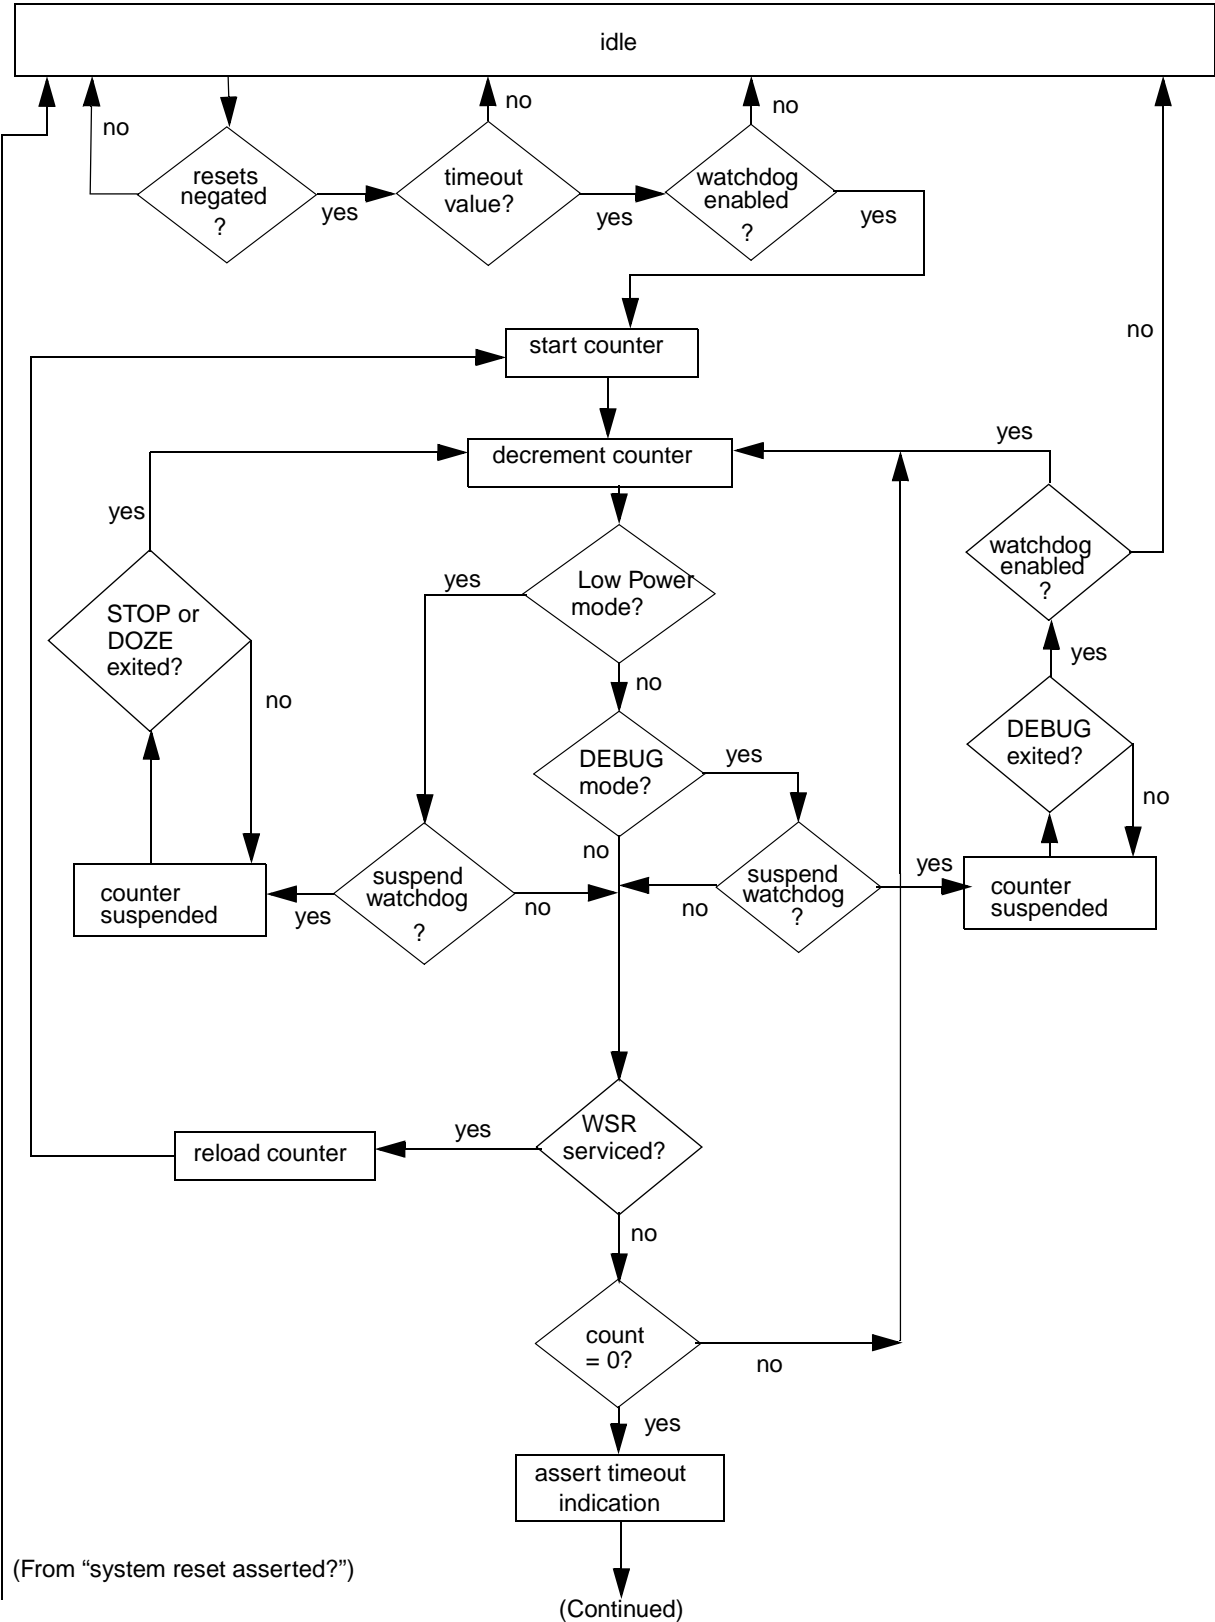 idle
no
no
no
resets
negated
?
yes
timeout
value?
yes
watchdog
enabled
?
yes
no
start counter
yes
decrement counter
yes
watchdog
enabled
?
yes
Low Power
mode?
STOP or
DOZE
exited?
no
no
yes
DEBUG
mode?
yes
DEBUG
exited?
no
no
suspend
watchdog
?
yes
no
suspend
watchdog
?
no
yes
counter
suspended
counter
suspended
WSR
serviced?
yes
reload counter
no
count
= 0?
no
yes
assert timeout
indication
(From “system reset asserted?”)
(Continued)